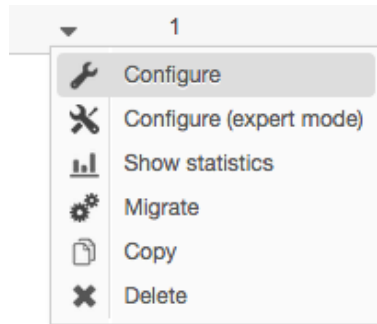 1
Configure
Configure (expert mode)
Show statistics
Migrate
Copy
Delete